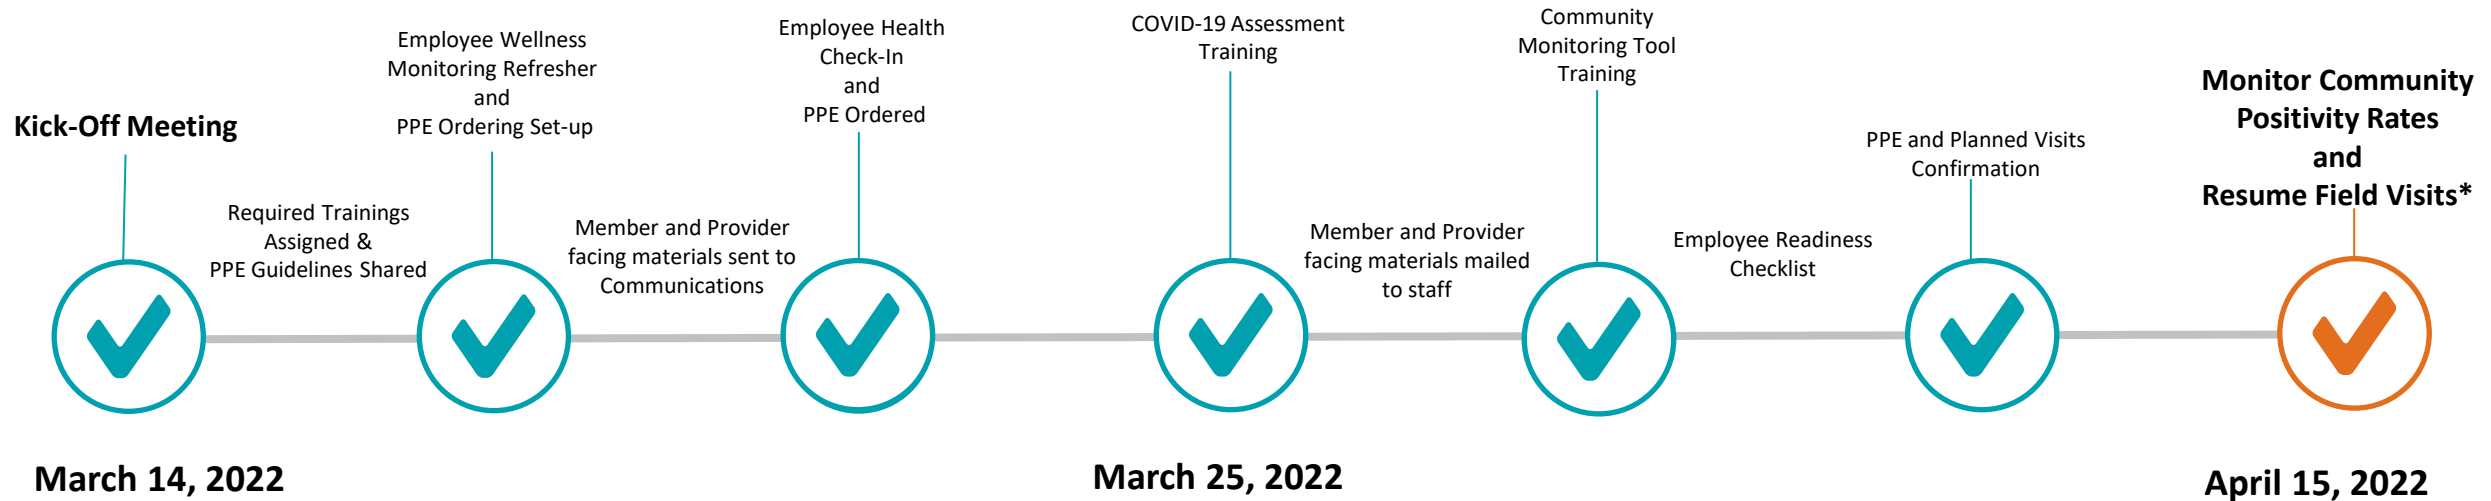 Kick-Off Meeting
Required Trainings
Assigned &
PPE Guidelines Shared
Employee Wellness
Monitoring Refresher
and
PPE Ordering Set-up
Member and Provider
facing materials sent to
Communications
Employee Health
Check-In
and
PPE Ordered
COVID-19 Assessment
Training
Member and Provider
facing materials mailed
to staff
Community
Monitoring Tool
Training
Employee Readiness
Checklist
PPE and Planned Visits
Confirmation
Monitor Community
Positivity Rates
and
Resume Field Visits*
March 14, 2022
March 25, 2022
April 15, 2022